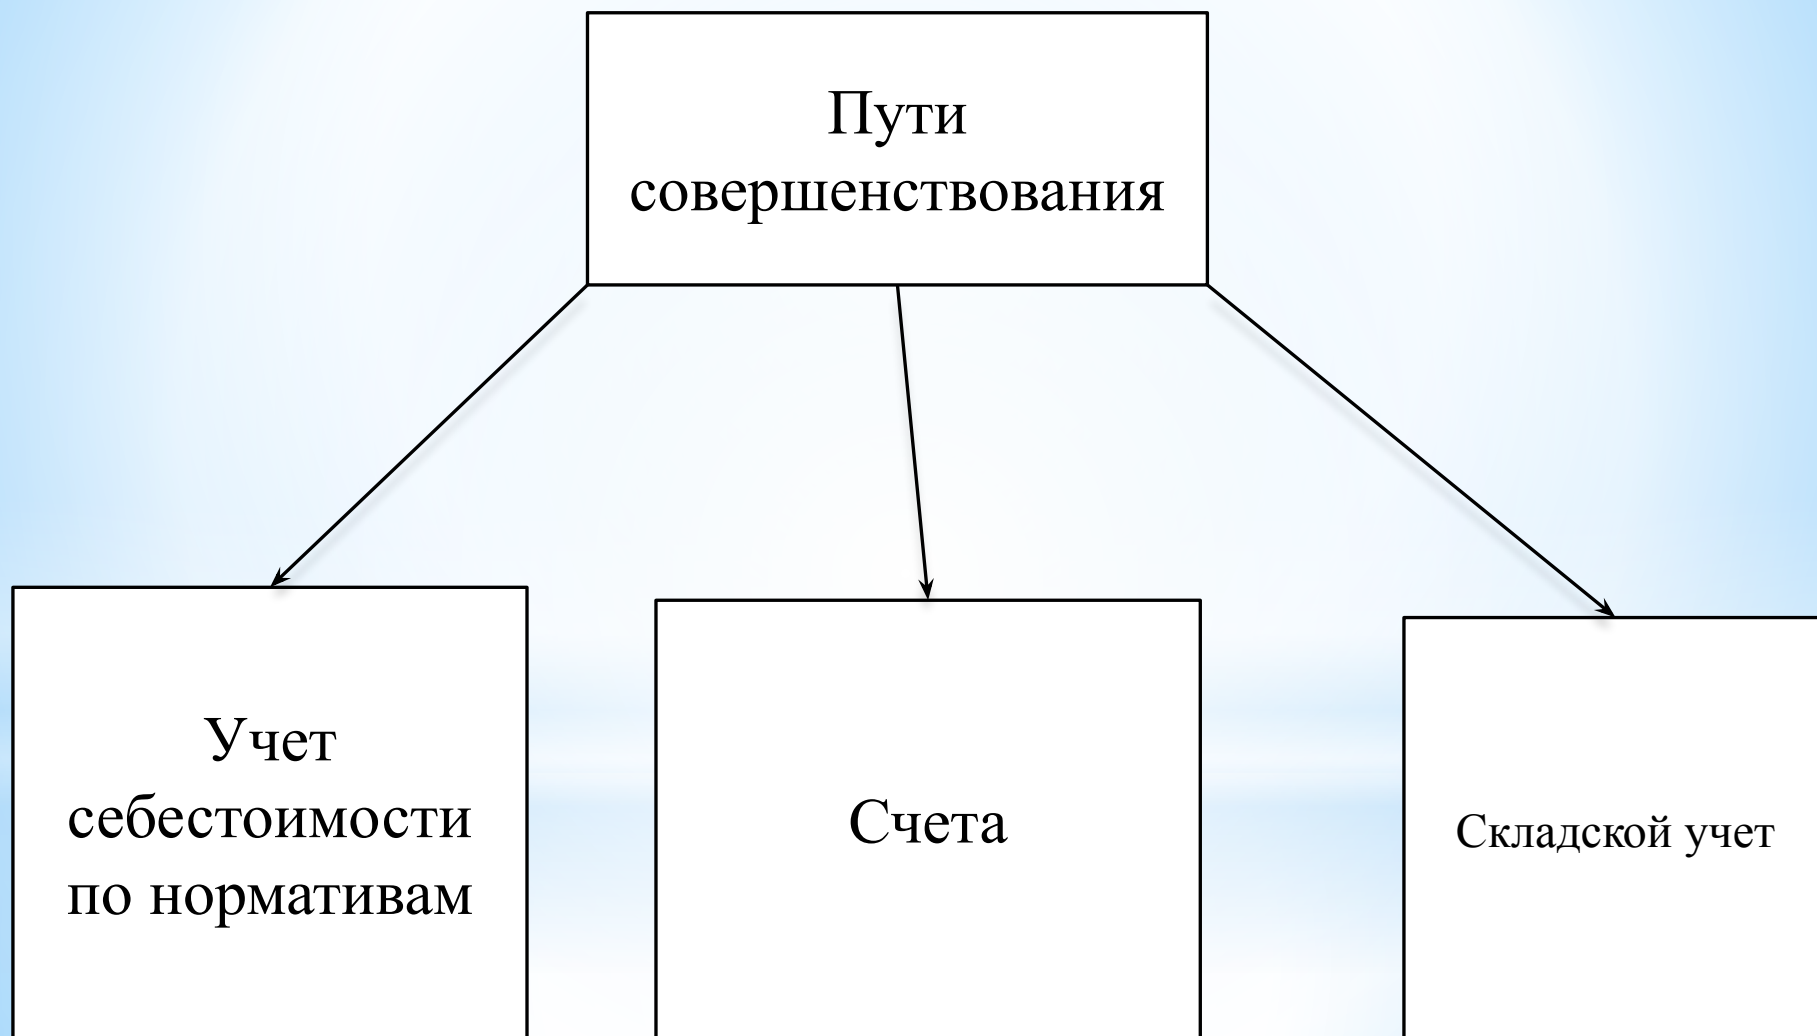 Пути
совершенствования
Учет
себестоимости
по нормативам
Счета
Складской учет